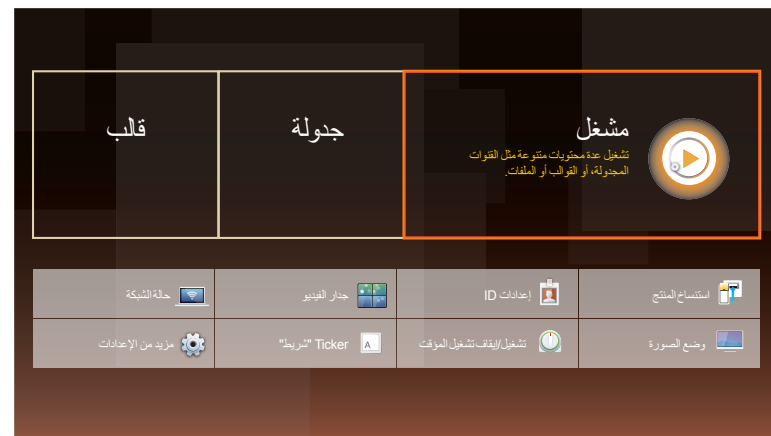 مشغل
تشغيل عدة محتويات متنوعة مثل القنوات
المجدولة، أو القوالب أو الملفات.
جدولة
قالب
استنساخ المنتج
إعدادات ID
جدار الفيديو
حالة الشبكة
وضع الصورة
تشغيل/إيقاف تشغيل المؤقت
Ticker "شريط"
A
مزيد من الإعدادات